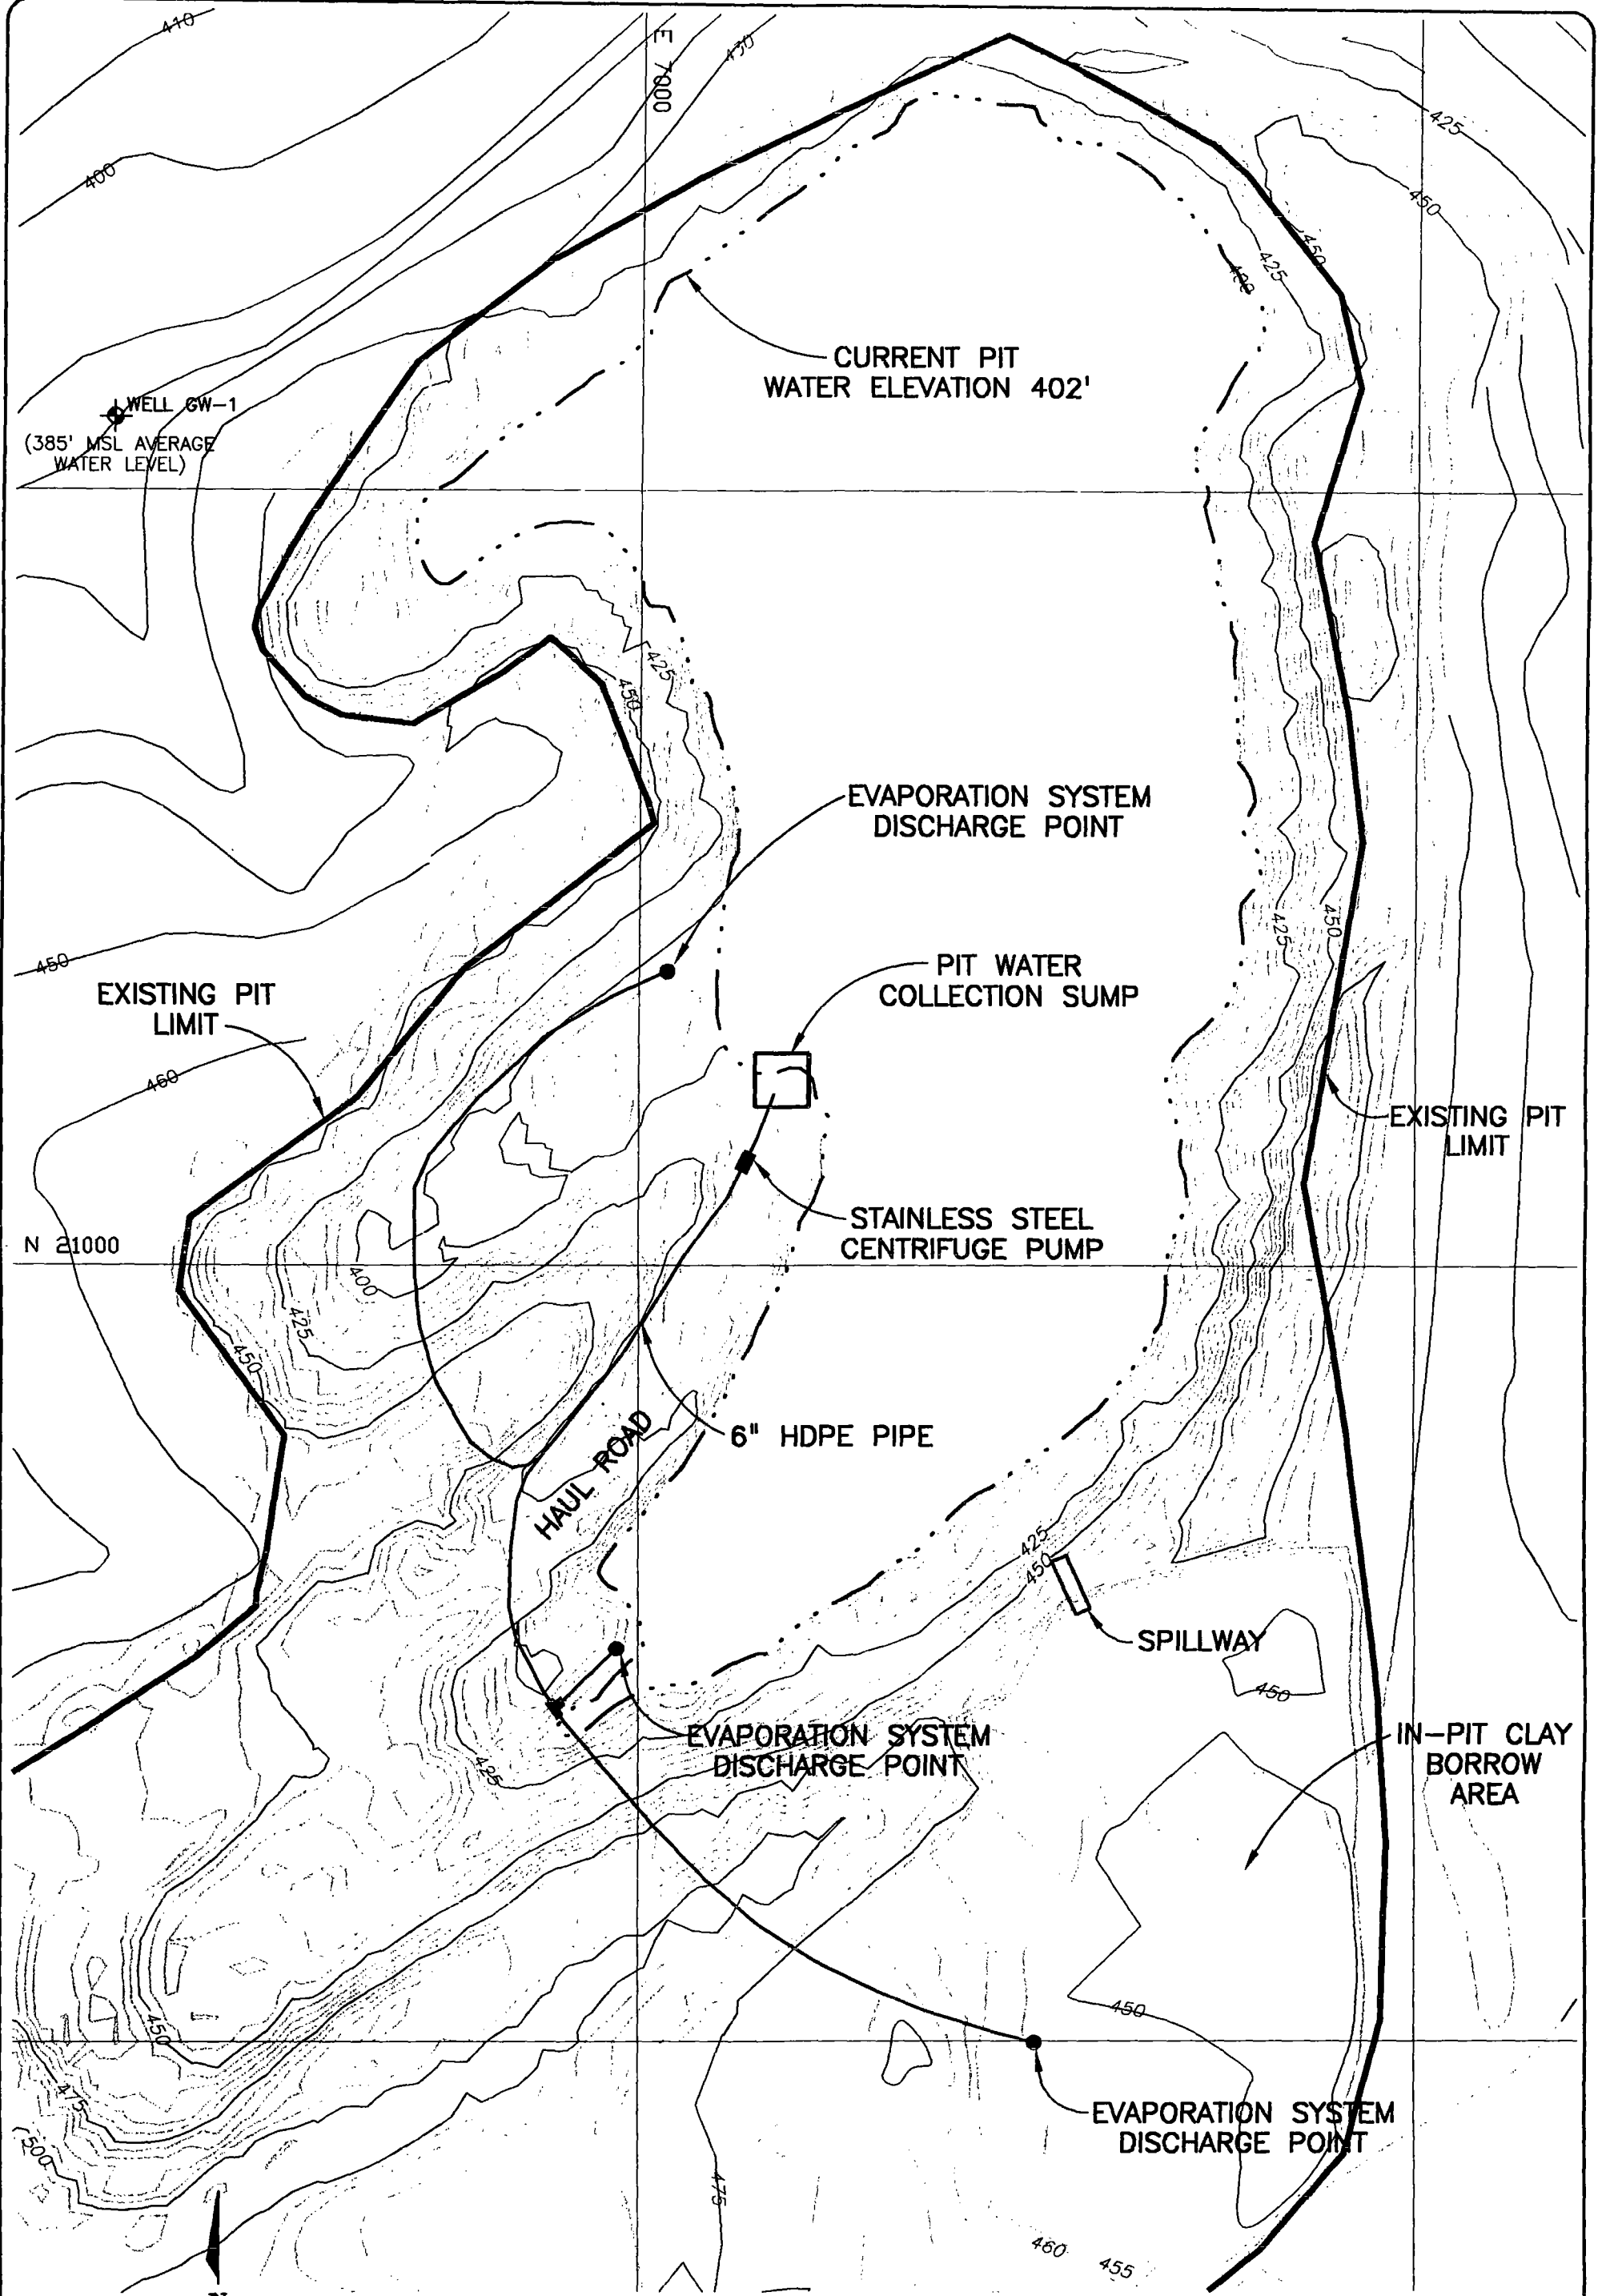 410
E 7000
430
400
425
450
450
425
400
CURRENT PIT
WATER ELEVATION 402'
WELL GW-1
(385' MSL AVERAGE
WATER LEVEL)
425
450
EVAPORATION SYSTEM
DISCHARGE POINT
425
450
450
PIT WATER
COLLECTION SUMP
EXISTING PIT
LIMIT
460
EXISTING PIT
LIMIT
STAINLESS STEEL
CENTRIFUGE PUMP
N 21000
400
425
450
6" HDPE PIPE
HAUL ROAD
425
450
SPILLWAY
450
EVAPORATION SYSTEM
DISCHARGE POINT
IN-PIT CLAY
BORROW
AREA
425
450
450
475
EVAPORATION SYSTEM
DISCHARGE POINT
500
475
460
455